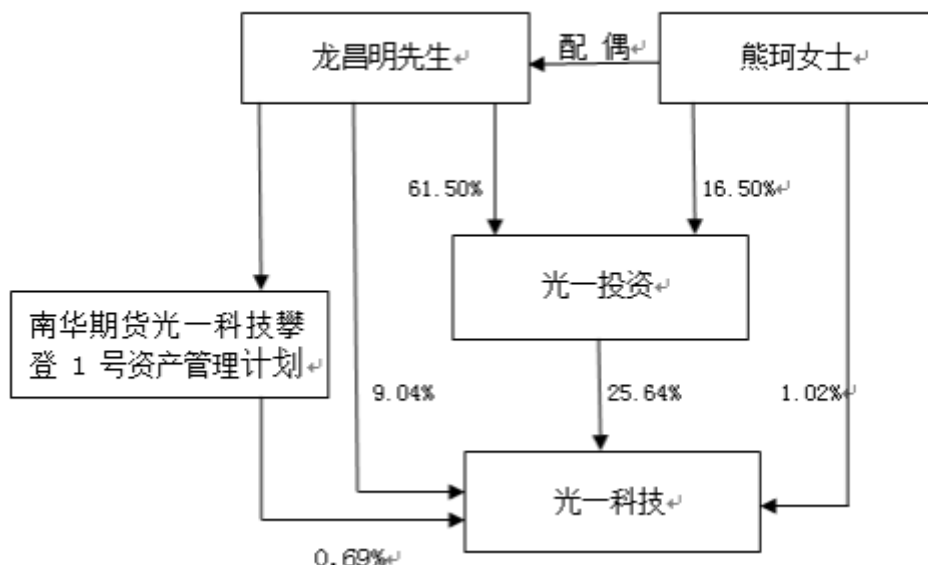 龙昌明先生
配 偶
熊珂女士
61.50%
16.50%
光一投资
南华期货光一科技攀
登 1 号资产管理计划
9.04%
25.64%
1.02%
光一科技
0.69%